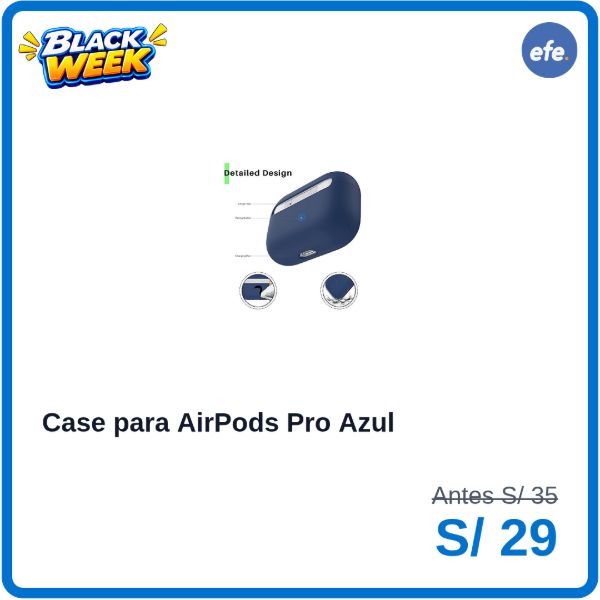 BLACK
WEEK
efe.
Detailed Design
Case para AirPods Pro Azul
Antes S/ 35
S/ 29